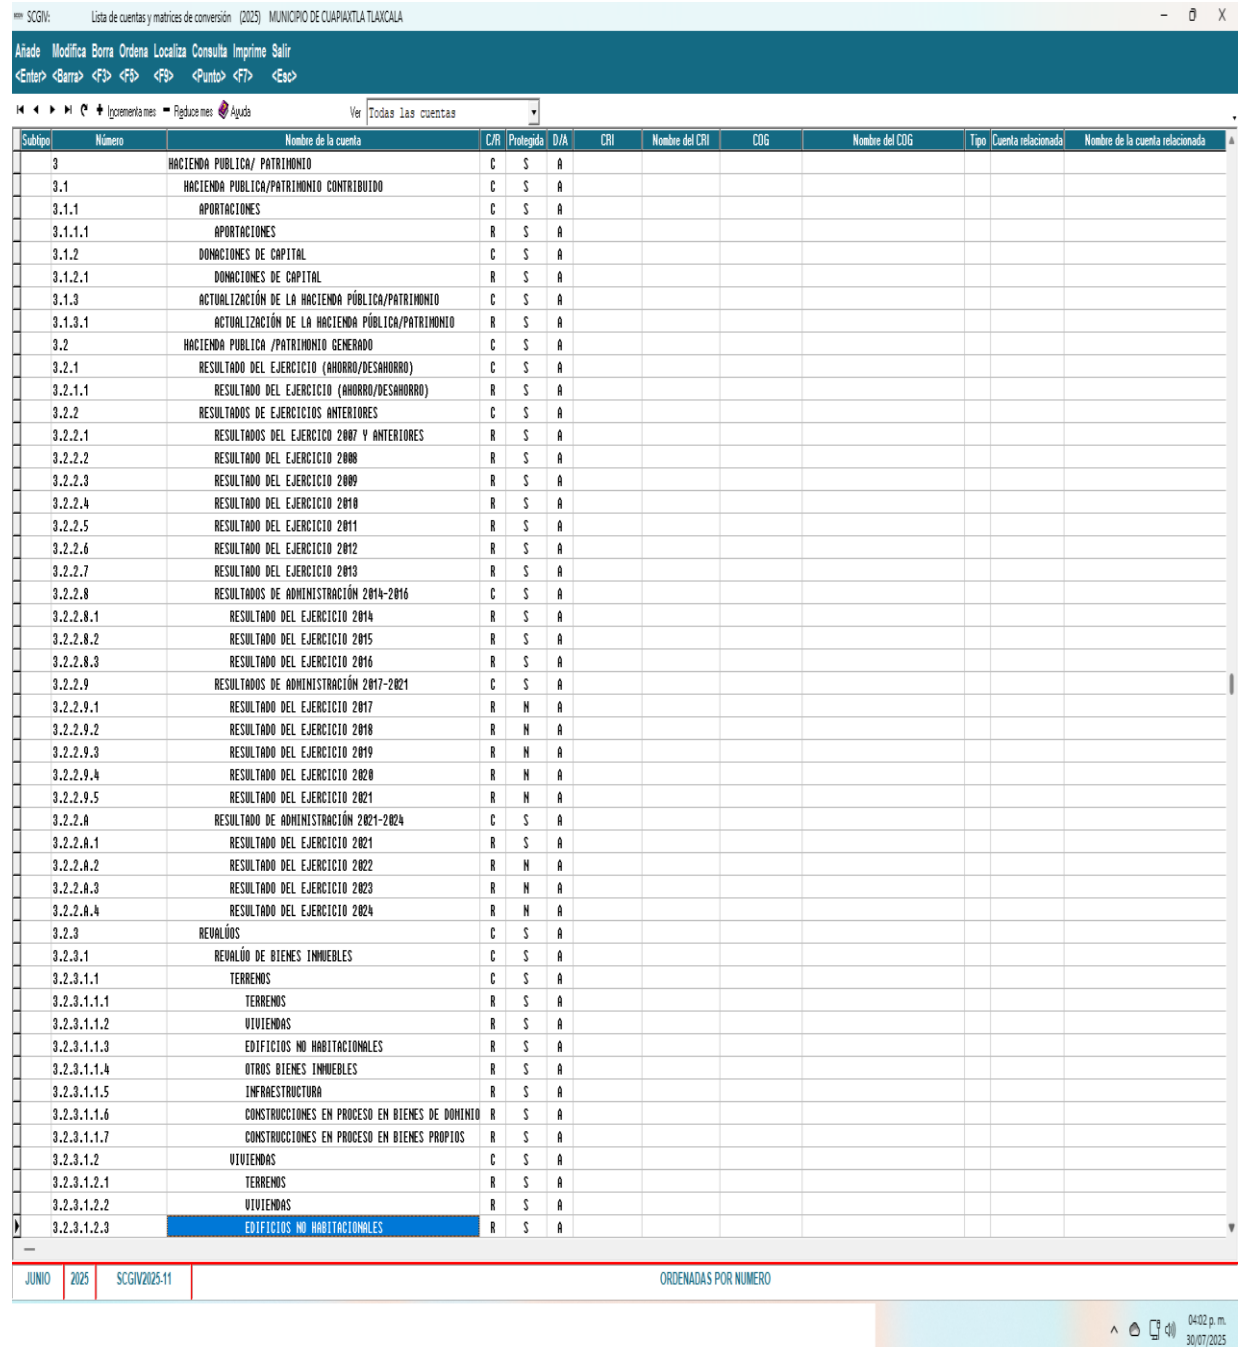 SCGIV: Lista de cuentas y matrices de conversión (2025) MUNICIPIO DE CUAPIAXTLA TLAXCALA
Añade Modifica Borra Ordena Localiza Consulta Imprime Salir
<Enter> <Barra> <F3> <F6> <F9> <Punto> <F7> <Esc>
Incrementa mes Reduce mes Ayuda Ver Todas las cuentas
Subtipo Número Nombre de la cuenta C/R Protegida D/A CRI Nombre del CRI COG Nombre del COG Tipo Cuenta relacionada Nombre de la cuenta relacionada
3 HACIENDA PUBLICA/ PATRIMONIO C S A
3.1 HACIENDA PUBLICA/PATRIMONIO CONTRIBUIDO C S A
3.1.1 APORTACIONES C S A
3.1.1.1 APORTACIONES R S A
3.1.2 DONACIONES DE CAPITAL C S A
3.1.2.1 DONACIONES DE CAPITAL R S A
3.1.3 ACTUALIZACIÓN DE LA HACIENDA PÚBLICA/PATRIMONIO C S A
3.1.3.1 ACTUALIZACIÓN DE LA HACIENDA PÚBLICA/PATRIMONIO R S A
3.2 HACIENDA PUBLICA /PATRIMONIO GENERADO C S A
3.2.1 RESULTADO DEL EJERCICIO (AHORRO/DESAHORRO) C S A
3.2.1.1 RESULTADO DEL EJERCICIO (AHORRO/DESAHORRO) R S A
3.2.2 RESULTADOS DE EJERCICIOS ANTERIORES C S A
3.2.2.1 RESULTADOS DEL EJERCICO 2007 Y ANTERIORES R S A
3.2.2.2 RESULTADO DEL EJERCICIO 2008 R S A
3.2.2.3 RESULTADO DEL EJERCICIO 2009 R S A
3.2.2.4 RESULTADO DEL EJERCICIO 2010 R S A
3.2.2.5 RESULTADO DEL EJERCICIO 2011 R S A
3.2.2.6 RESULTADO DEL EJERCICIO 2012 R S A
3.2.2.7 RESULTADO DEL EJERCICIO 2013 R S A
3.2.2.8 RESULTADOS DE ADMINISTRACIÓN 2014-2016 C S A
3.2.2.8.1 RESULTADO DEL EJERCICIO 2014 R S A
3.2.2.8.2 RESULTADO DEL EJERCICIO 2015 R S A
3.2.2.8.3 RESULTADO DEL EJERCICIO 2016 R S A
3.2.2.9 RESULTADOS DE ADMINISTRACIÓN 2017-2021 C S A
3.2.2.9.1 RESULTADO DEL EJERCICIO 2017 R N A
3.2.2.9.2 RESULTADO DEL EJERCICIO 2018 R N A
3.2.2.9.3 RESULTADO DEL EJERCICIO 2019 R N A
3.2.2.9.4 RESULTADO DEL EJERCICIO 2020 R N A
3.2.2.9.5 RESULTADO DEL EJERCICIO 2021 R N A
3.2.2.A RESULTADO DE ADMINISTRACIÓN 2021-2024 C S A
3.2.2.A.1 RESULTADO DEL EJERCICIO 2021 R S A
3.2.2.A.2 RESULTADO DEL EJERCICIO 2022 R N A
3.2.2.A.3 RESULTADO DEL EJERCICIO 2023 R N A
3.2.2.A.4 RESULTADO DEL EJERCICIO 2024 R N A
3.2.3 REVALÚOS C S A
3.2.3.1 REVALÚO DE BIENES INMUEBLES C S A
3.2.3.1.1 TERRENOS C S A
3.2.3.1.1.1 TERRENOS R S A
3.2.3.1.1.2 VIVIENDAS R S A
3.2.3.1.1.3 EDIFICIOS NO HABITACIONALES R S A
3.2.3.1.1.4 OTROS BIENES INMUEBLES R S A
3.2.3.1.1.5 INFRAESTRUCTURA R S A
3.2.3.1.1.6 CONSTRUCCIONES EN PROCESO EN BIENES DE DOMINIO R S A
3.2.3.1.1.7 CONSTRUCCIONES EN PROCESO EN BIENES PROPIOS R S A
3.2.3.1.2 VIVIENDAS C S A
3.2.3.1.2.1 TERRENOS R S A
3.2.3.1.2.2 VIVIENDAS R S A
3.2.3.1.2.3 EDIFICIOS NO HABITACIONALES R S A
JUNIO 2025 SCGIV2025-11 ORDENADAS POR NUMERO
04:02 p. m.
30/07/2025